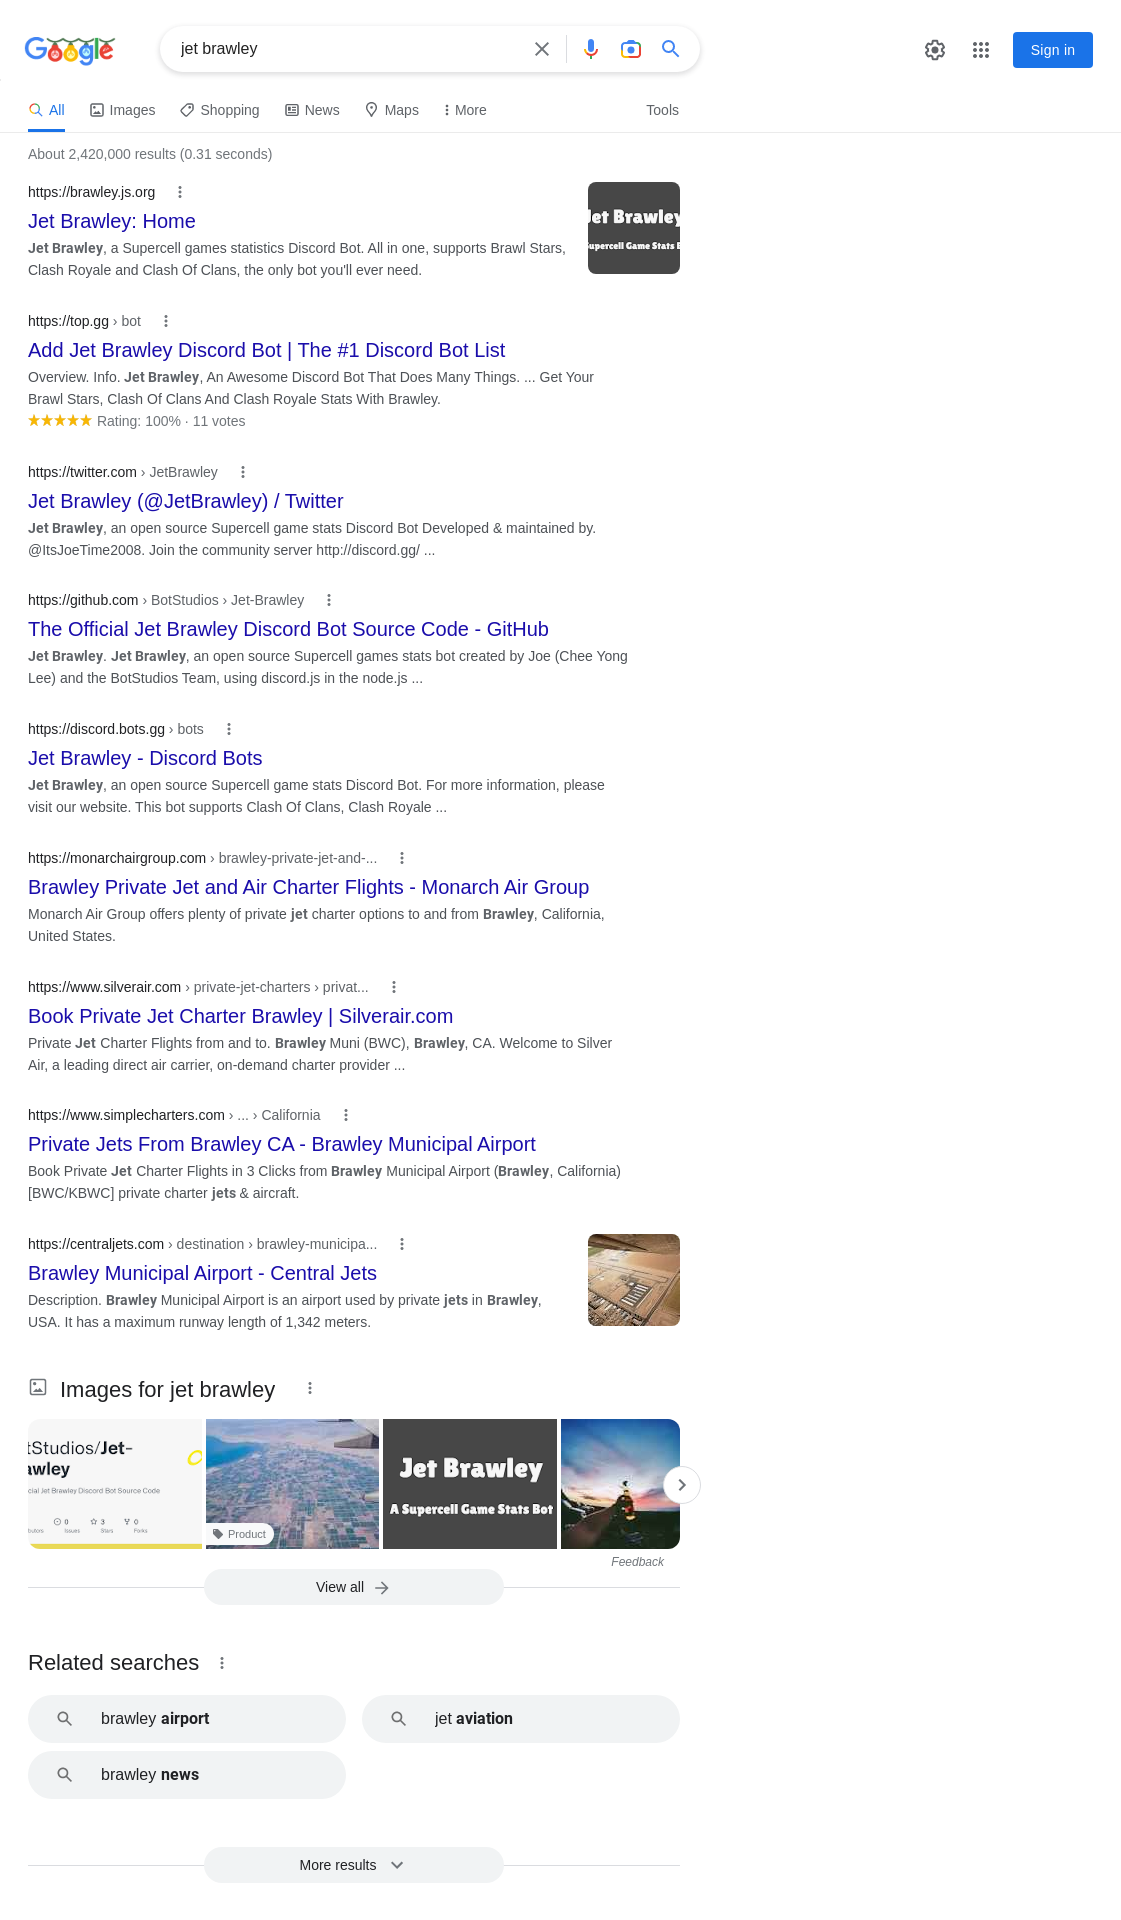 Google
jet brawley
Sign in
All
Images
Shopping
News
Maps
More
Tools
About 2,420,000 results (0.31 seconds)
https://brawley.js.org
Jet Brawley: Home
Jet Brawley, a Supercell games statistics Discord Bot. All in one, supports Brawl Stars,
Clash Royale and Clash Of Clans, the only bot you'll ever need.
Jet Brawley
Supercell Game Stats B
https://top.gg › bot
Add Jet Brawley Discord Bot | The #1 Discord Bot List
Overview. Info. Jet Brawley, An Awesome Discord Bot That Does Many Things. ... Get Your
Brawl Stars, Clash Of Clans And Clash Royale Stats With Brawley.
Rating: 100% · 11 votes
https://twitter.com › JetBrawley
Jet Brawley (@JetBrawley) / Twitter
Jet Brawley, an open source Supercell game stats Discord Bot Developed & maintained by.
@ItsJoeTime2008. Join the community server http://discord.gg/ ...
https://github.com › BotStudios › Jet-Brawley
The Official Jet Brawley Discord Bot Source Code - GitHub
Jet Brawley. Jet Brawley, an open source Supercell games stats bot created by Joe (Chee Yong
Lee) and the BotStudios Team, using discord.js in the node.js ...
https://discord.bots.gg › bots
Jet Brawley - Discord Bots
Jet Brawley, an open source Supercell game stats Discord Bot. For more information, please
visit our website. This bot supports Clash Of Clans, Clash Royale ...
https://monarchairgroup.com › brawley-private-jet-and-...
Brawley Private Jet and Air Charter Flights - Monarch Air Group
Monarch Air Group offers plenty of private jet charter options to and from Brawley, California,
United States.
https://www.silverair.com › private-jet-charters › privat...
Book Private Jet Charter Brawley | Silverair.com
Private Jet Charter Flights from and to. Brawley Muni (BWC), Brawley, CA. Welcome to Silver
Air, a leading direct air carrier, on-demand charter provider ...
https://www.simplecharters.com › ... › California
Private Jets From Brawley CA - Brawley Municipal Airport
Book Private Jet Charter Flights in 3 Clicks from Brawley Municipal Airport (Brawley, California)
[BWC/KBWC] private charter jets & aircraft.
https://centraljets.com › destination › brawley-municipa...
Brawley Municipal Airport - Central Jets
Description. Brawley Municipal Airport is an airport used by private jets in Brawley,
USA. It has a maximum runway length of 1,342 meters.
Images for jet brawley
tStudios/Jet-
awley
cial Jet Brawley Discord Bot Source Code
0
3
0
Issues
Stars
Forks
Product
Jet Brawley
A Supercell Game Stats Bot
Feedback
View all
Related searches
brawley airport
jet aviation
brawley news
More results